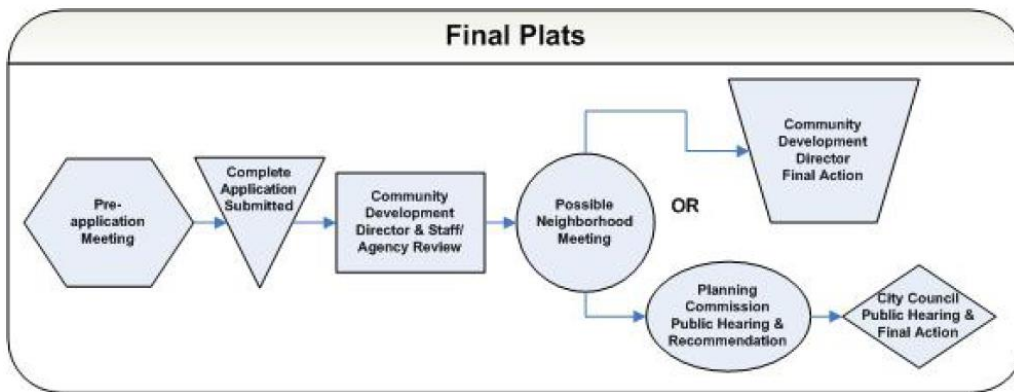 Final Plats
Pre-
application
Meeting
Complete
Application
Submitted
Community
Development
Director & Staff/
Agency Review
Possible
Neighborhood
Meeting
OR
Community
Development
Director
Final Action
Planning
Commission
Public Hearing &
Recommendation
City Council
Public Hearing &
Final Action